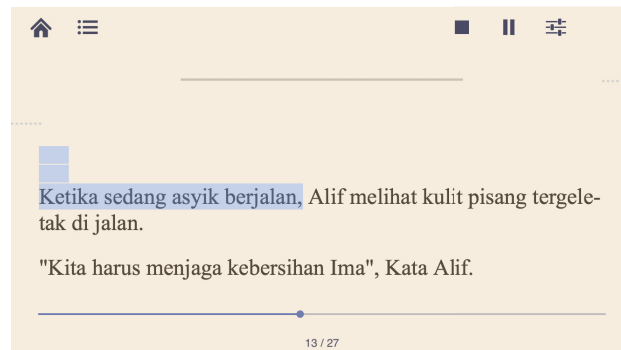 Ketika sedang asyik berjalan, Alif melihat kulit pisang tergele-
tak di jalan.
"Kita harus menjaga kebersihan Ima", Kata Alif.
13 / 27